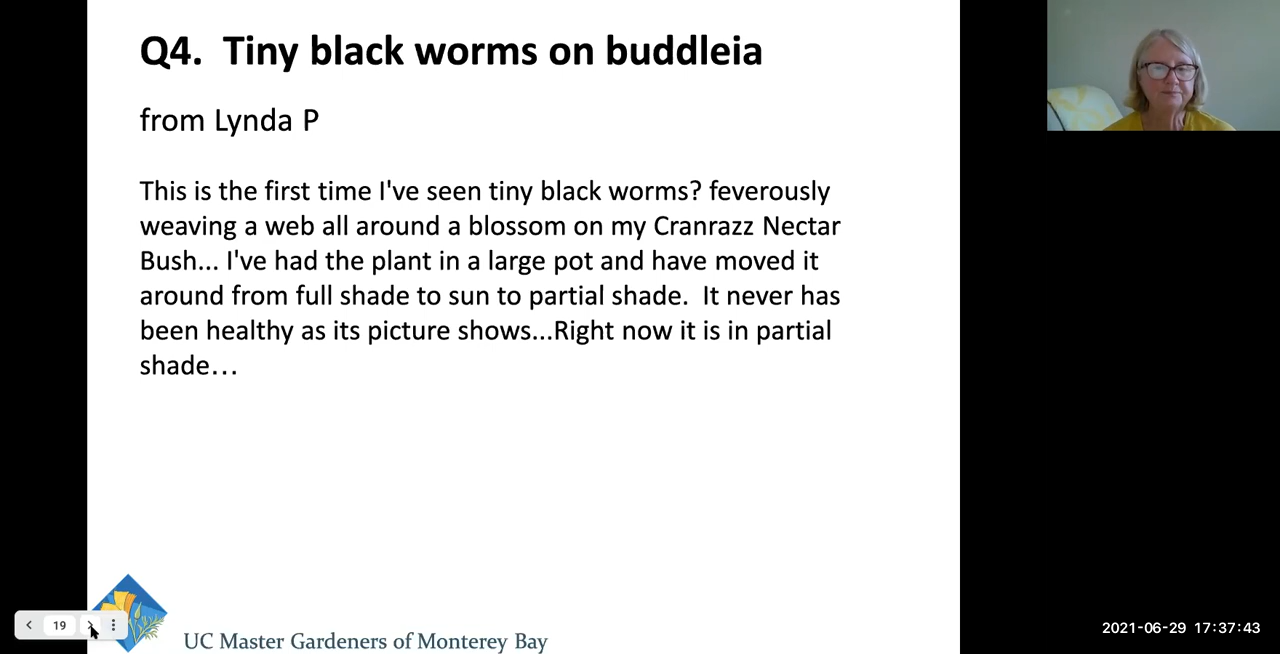 Q4. Tiny black worms on buddleia
from Lynda P
This is the first time I've seen tiny black worms? feverously
weaving a web all around a blossom on my Cranrazz Nectar
Bush... I've had the plant in a large pot and have moved it
around from full shade to sun to partial shade. It never has
been healthy as its picture shows...Right now it is in partial
shade…
19
UC Master Gardeners of Monterey Bay
2021-06-29 17:37:43